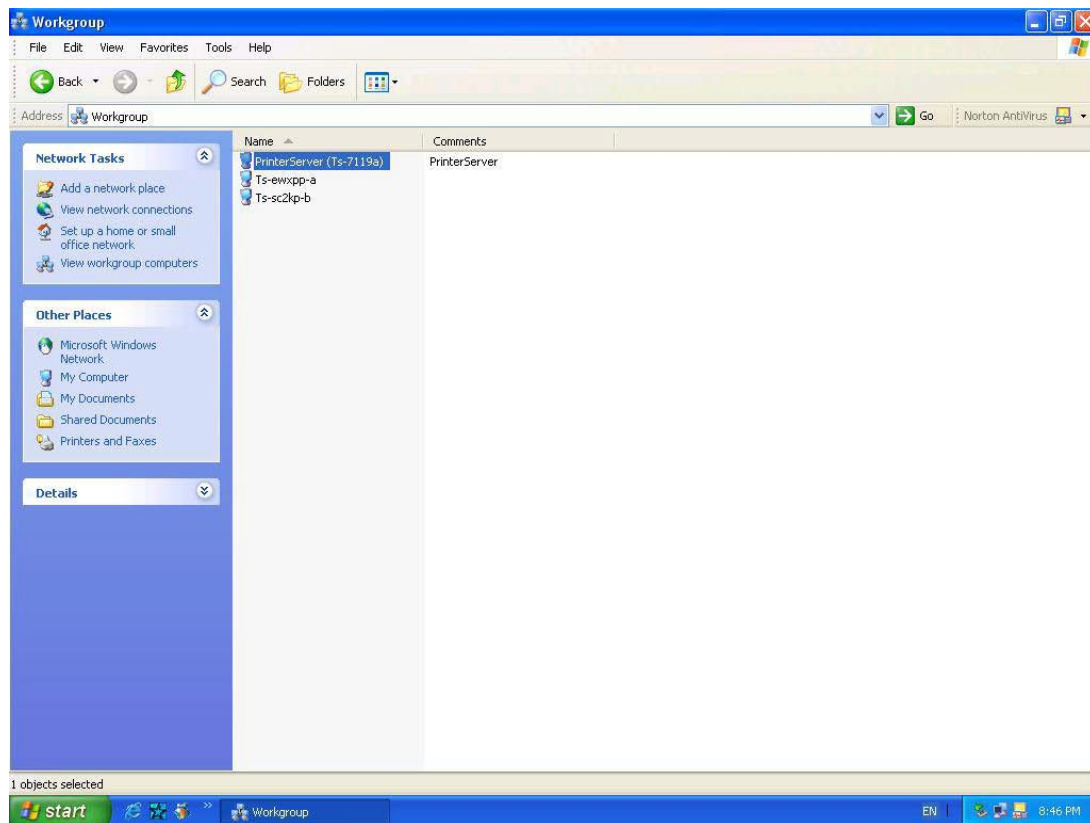 Workgroup
File Edit View Favorites Tools Help
Back Search Folders
Address Workgroup Go Norton AntiVirus
Name Comments
Network Tasks
Add a network place
View network connections
Set up a home or small
office network
View workgroup computers
Other Places
Microsoft Windows
Network
My Computer
My Documents
Shared Documents
Printers and Faxes
Details
PrinterServer (Ts-7119a) PrinterServer
Ts-ewxpp-a
Ts-sc2kp-b
1 objects selected
start Workgroup EN 8:46 PM